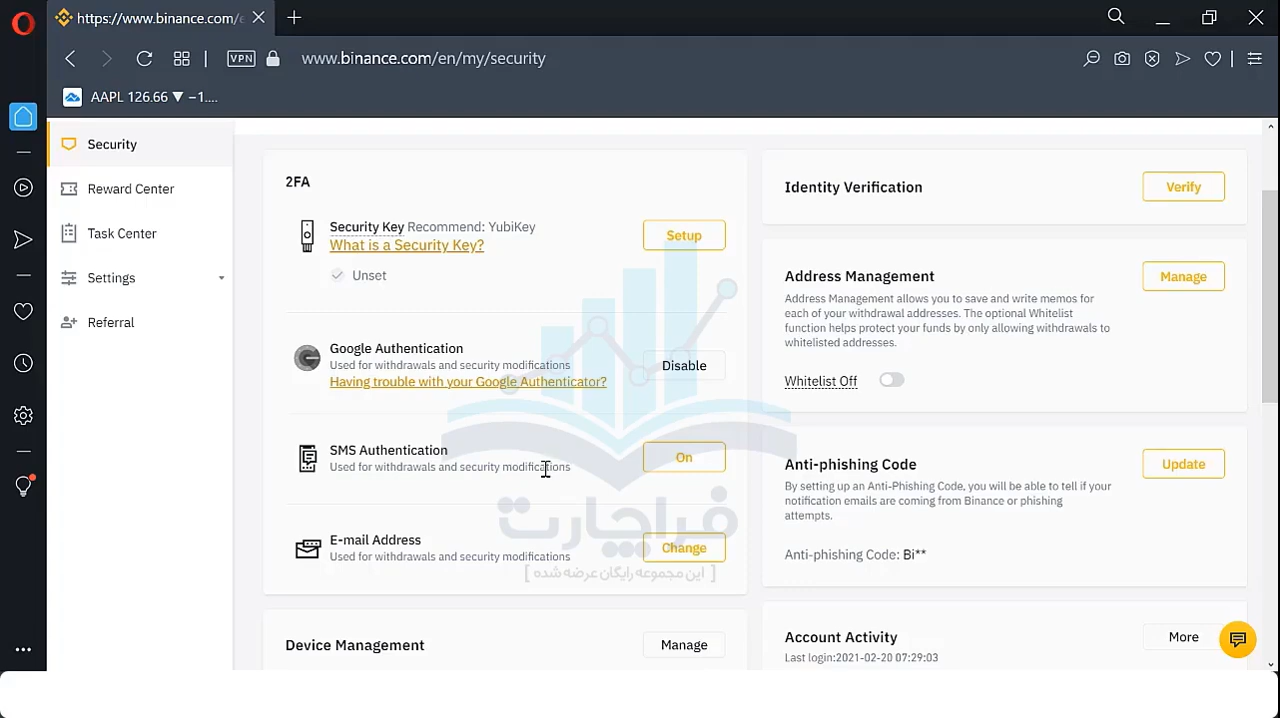 https://www.binance.com/e
VPN
www.binance.com/en/my/security
AAPL 126.66 ▼ −1....
Security
Reward Center
Task Center
Settings
Referral
2FA
Security Key Recommend: YubiKey
What is a Security Key?
Unset
Setup
Google Authentication
Used for withdrawals and security modifications
Having trouble with your Google Authenticator?
Disable
SMS Authentication
Used for withdrawals and security modifications
On
E-mail Address
Used for withdrawals and security modifications
Change
Device Management
Manage
Identity Verification
Verify
Address Management
Manage
Address Management allows you to save and write memos for
each of your withdrawal addresses. The optional Whitelist
function helps protect your funds by only allowing withdrawals to
whitelisted addresses.
Whitelist Off
Anti-phishing Code
Update
By setting up an Anti-Phishing Code, you will be able to tell if your
notification emails are coming from Binance or phishing
attempts.
Anti-phishing Code: Bi**
Account Activity
More
Last login:2021-02-20 07:29:03
فراچارت
[ این مجموعه رایگان عرضه شده ]